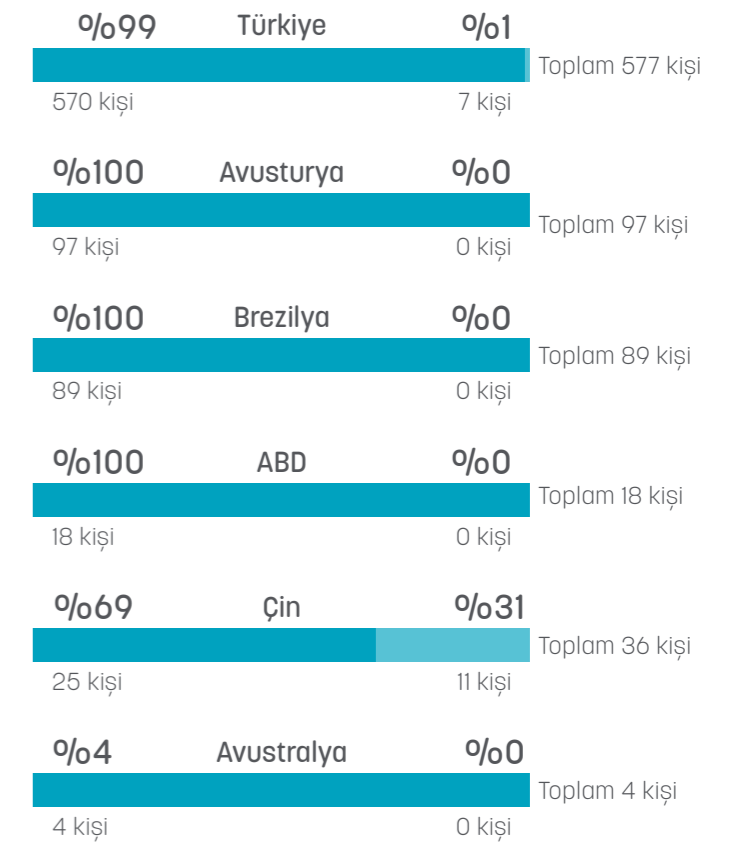 %99 Türkiye %1
Toplam 577 kişi
570 kişi 7 kişi
%100 Avusturya %0
Toplam 97 kişi
97 kişi 0 kişi
%100 Brezilya %0
Toplam 89 kişi
89 kişi 0 kişi
%100 ABD %0
Toplam 18 kişi
18 kişi 0 kişi
%69 Çin %31
Toplam 36 kişi
25 kişi 11 kişi
%4 Avustralya %0
Toplam 4 kişi
4 kişi 0 kişi